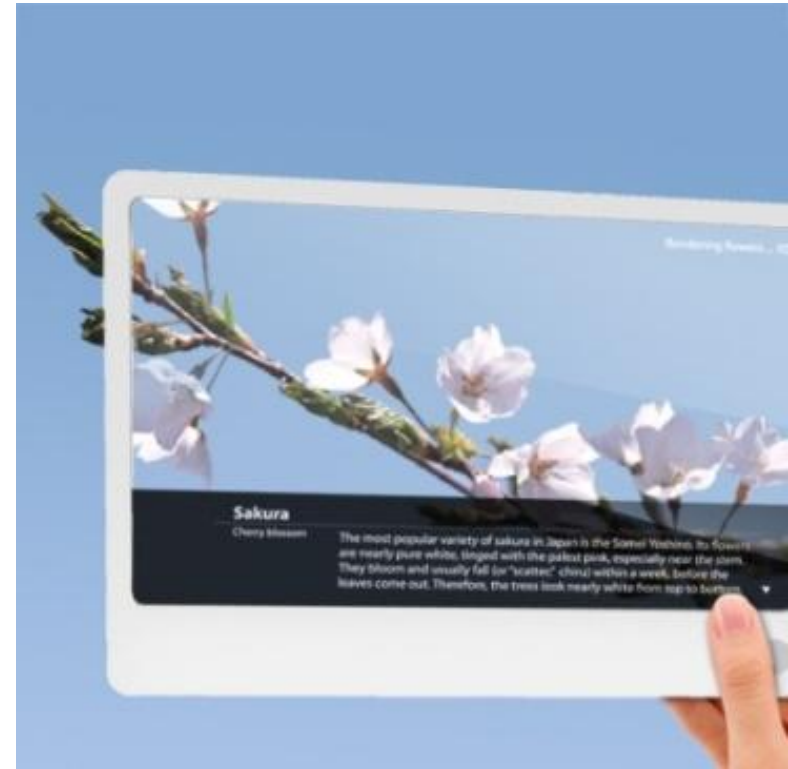 Rendering flowers...
Sakura
Cherry blossom
The most popular variety of sakura in Japan is the Somei Yoshino. Its flowers
are nearly pure white, tinged with the palest pink, especially near the stem.
They bloom and usually fall (or "scatter," chiru) within a week, before the
leaves come out. Therefore, the trees look nearly white from top to bottom.